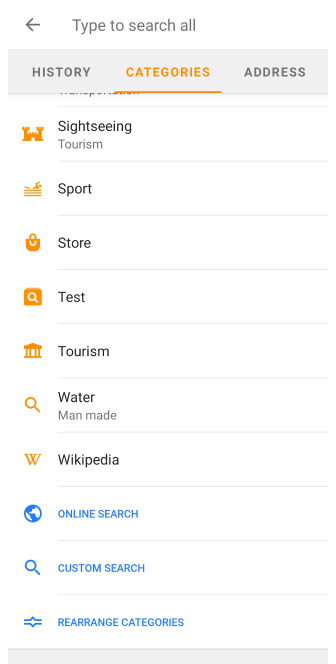 Type to search all
HISTORY CATEGORIES ADDRESS
Transportation
Sightseeing
Tourism
Sport
Store
Test
Tourism
Water
Man made
Wikipedia
ONLINE SEARCH
CUSTOM SEARCH
REARRANGE CATEGORIES